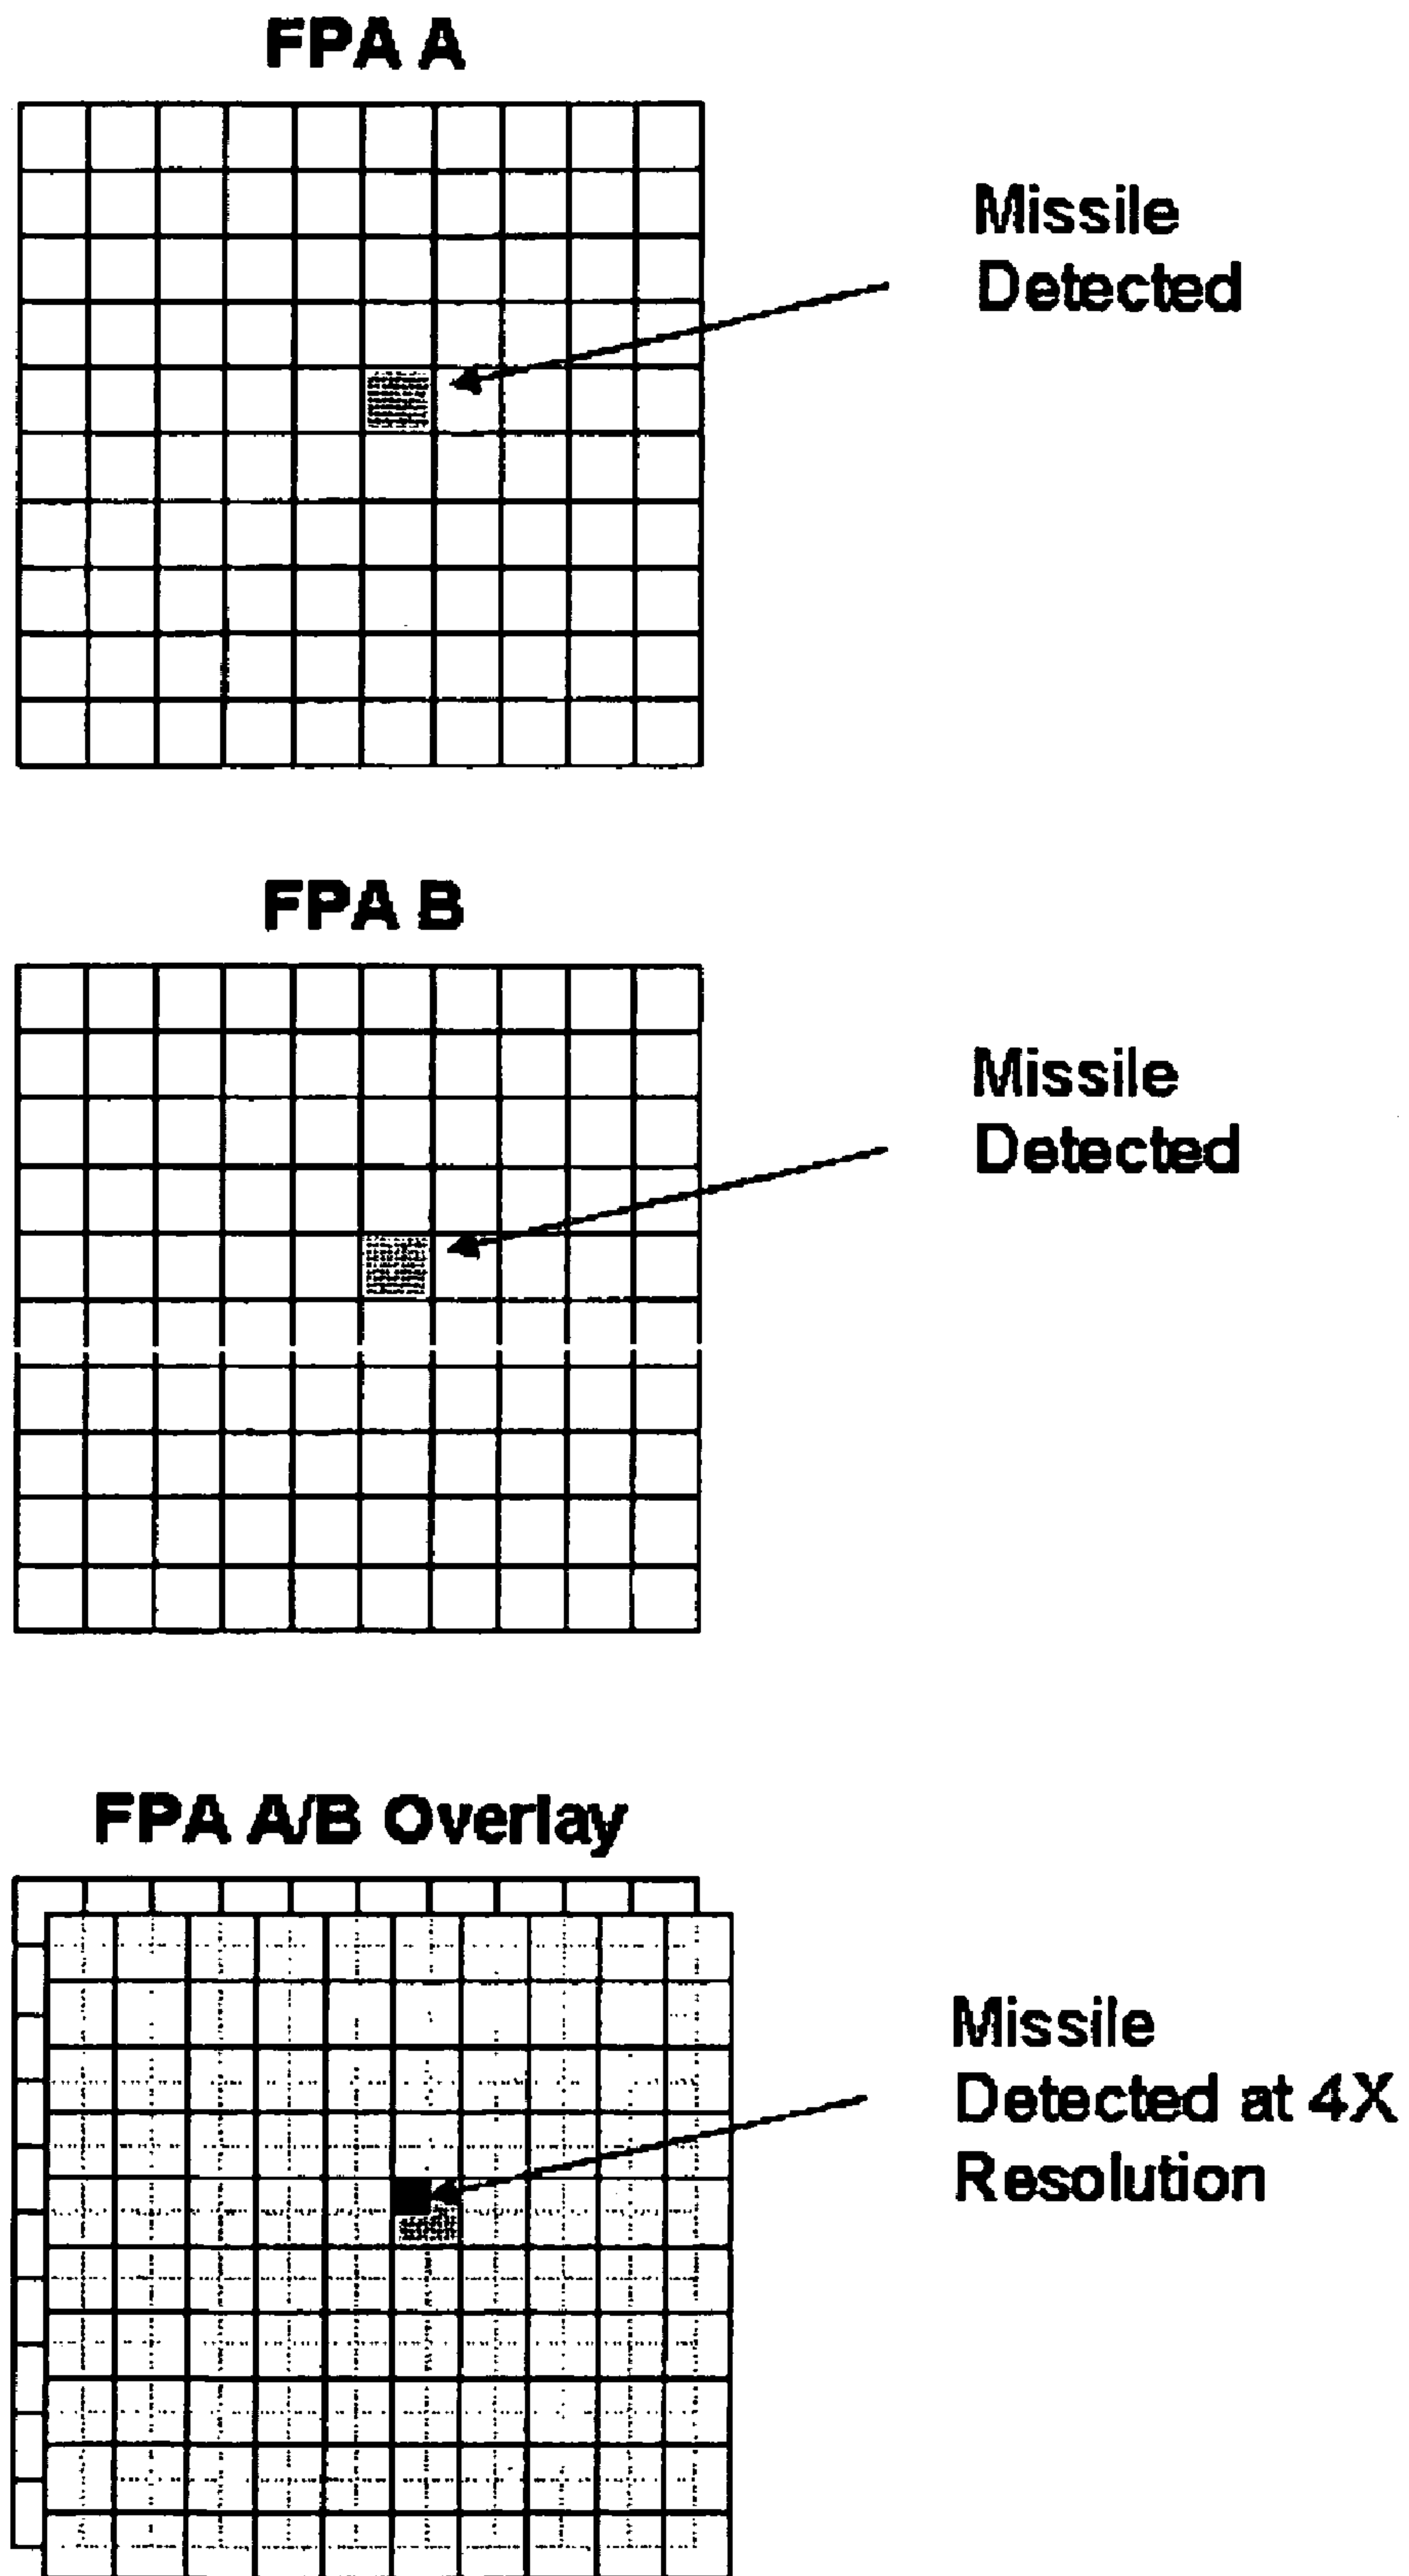 FPA A
Missile
Detected
FPA B
Missile
Detected
FPA A/B Overlay
Missile
Detected at 4X
Resolution